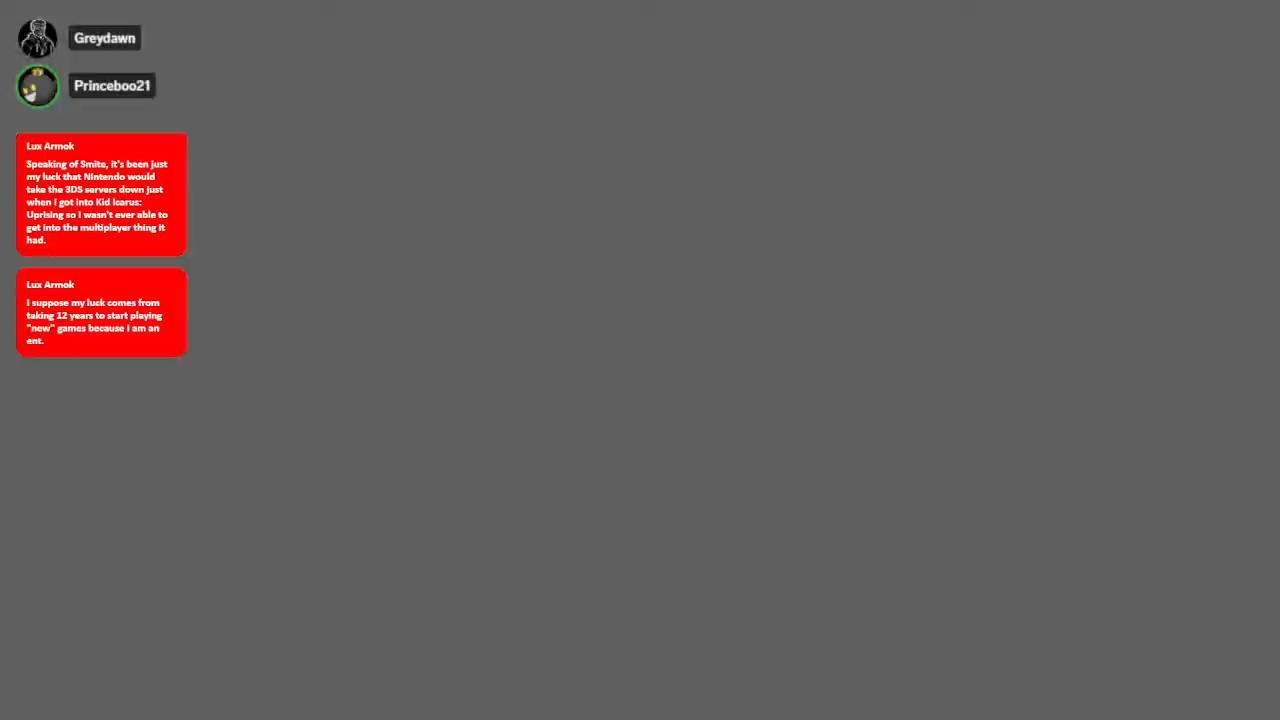 Greydawn
Princeboo21
Lux Armok
Speaking of Smite, it's been just
my luck that Nintendo would
take the 3DS servers down just
when I got into Kid Icarus:
Uprising so I wasn't ever able to
get into the multiplayer thing it
had.
Lux Armok
I suppose my luck comes from
taking 12 years to start playing
"new" games because I am an
ent.